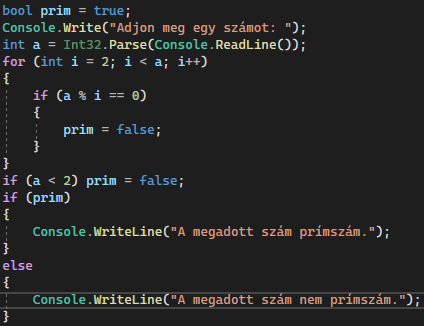 bool prim = true;
Console.Write("Adjon meg egy számot: ");
int a = Int32.Parse(Console.ReadLine());
for (int i = 2; i < a; i++)
{
    if (a % i == 0)
    {
        prim = false;
    }
}
if (a < 2) prim = false;
if (prim)
{
    Console.WriteLine("A megadott szám prímszám.");
}
else
{
    Console.WriteLine("A megadott szám nem prímszám.");
}